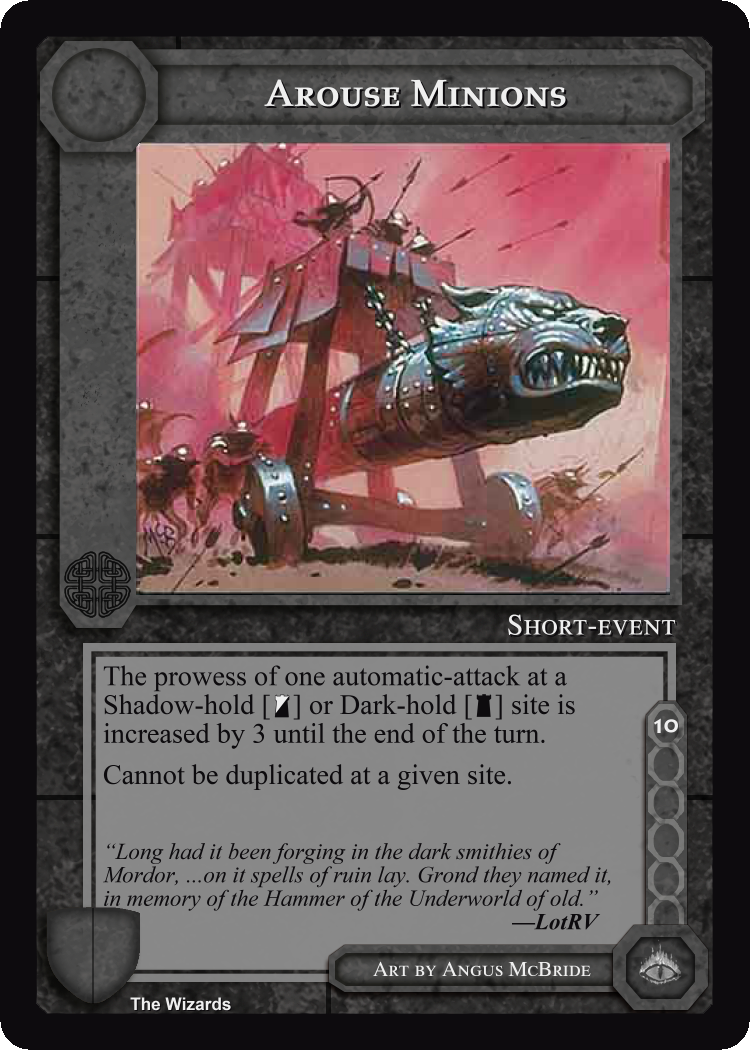 Arouse Minions
McB
Short-event
The prowess of one automatic-attack at a
Shadow-hold [ ] or Dark-hold [ ] site is
increased by 3 until the end of the turn.
Cannot be duplicated at a given site.
10
“Long had it been forging in the dark smithies of
Mordor, ...on it spells of ruin lay. Grond they named it,
in memory of the Hammer of the Underworld of old.”
—LotRV
Art by Angus McBride
The Wizards